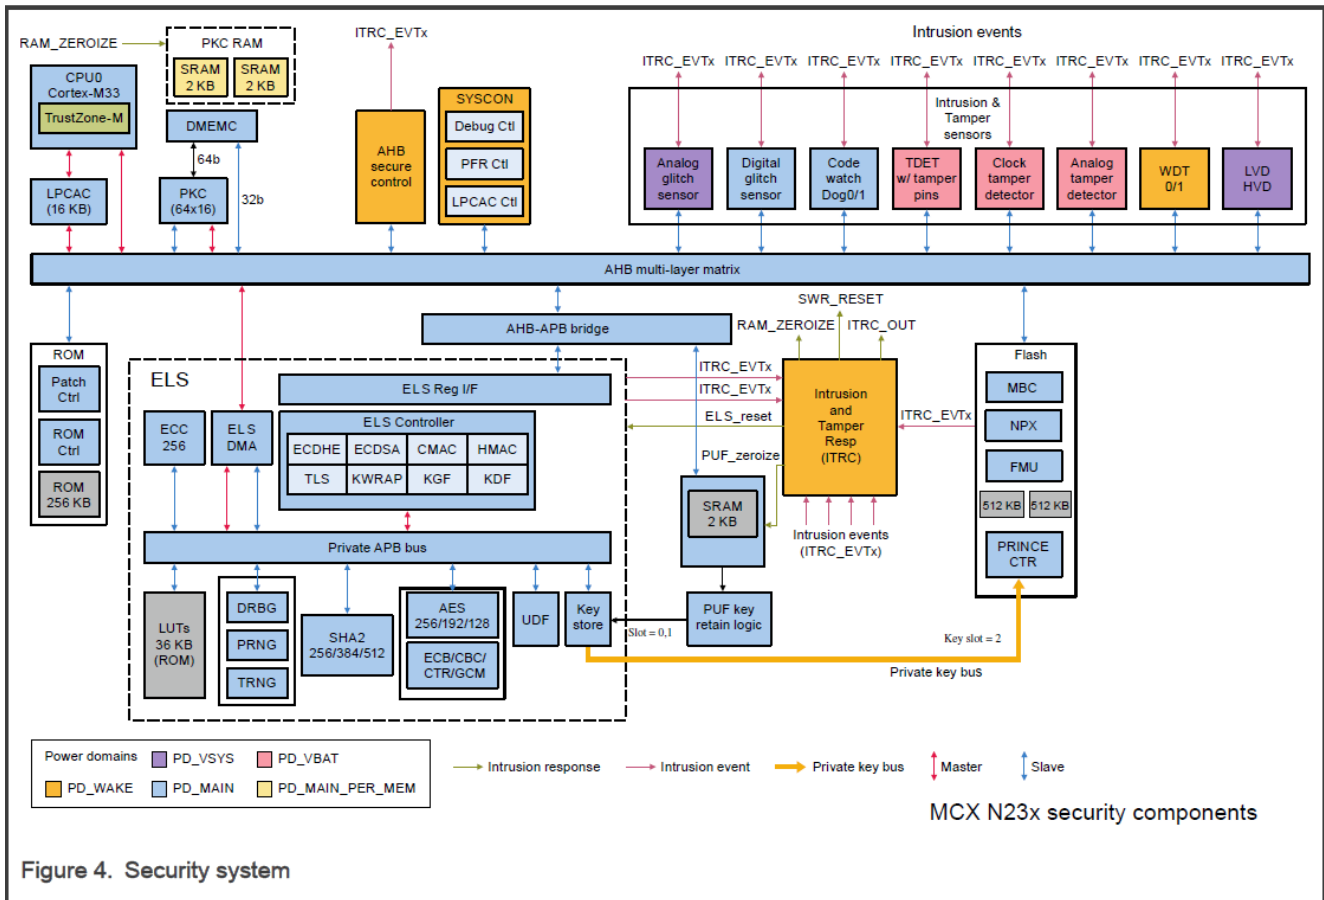 RAM_ZEROIZE
PKC RAM
SRAM
2 KB
SRAM
2 KB
CPU0
Cortex-M33
TrustZone-M
DMEMC
64b
32b
LPCAC
(16 KB)
PKC
(64x16)
ITRC_EVTx
AHB
secure
control
SYSCON
Debug Ctl
PFR Ctl
LPCAC Ctl
Intrusion events
ITRC_EVTx
ITRC_EVTx
ITRC_EVTx
ITRC_EVTx
ITRC_EVTx
ITRC_EVTx
ITRC_EVTx
ITRC_EVTx
Intrusion &
Tamper
sensors
Analog
glitch
sensor
Digital
glitch
sensor
Code
watch
Dog0/1
TDET
w/ tamper
pins
Clock
tamper
detector
Analog
tamper
detector
WDT
0/1
LVD
HVD
AHB multi-layer matrix
ROM
Patch
Ctrl
ROM
Ctrl
ROM
256 KB
AHB-APB bridge
SWR_RESET
RAM_ZEROIZE
ITRC_OUT
ELS
ELS Reg I/F
ECC
256
ELS
DMA
ELS Controller
ECDHE
ECDSA
CMAC
HMAC
TLS
KWRAP
KGF
KDF
ITRC_EVTx
ITRC_EVTx
ELS_reset
PUF_zeroize
Intrusion
and
Tamper
Resp
(ITRC)
ITRC_EVTx
Intrusion events
(ITRC_EVTx)
SRAM
2 KB
Flash
MBC
NPX
FMU
512 KB
512 KB
PRINCE
CTR
Private APB bus
LUTs
36 KB
(ROM)
DRBG
PRNG
TRNG
SHA2
256/384/512
AES
256/192/128
ECB/CBC/
CTR/GCM
UDF
Key
store
Slot = 0,1
PUF key
retain logic
Key slot = 2
Private key bus
Power domains
PD_VSYS
PD_VBAT
PD_WAKE
PD_MAIN
PD_MAIN_PER_MEM
Intrusion response
Intrusion event
Private key bus
Master
Slave
MCX N23x security components
Figure 4. Security system